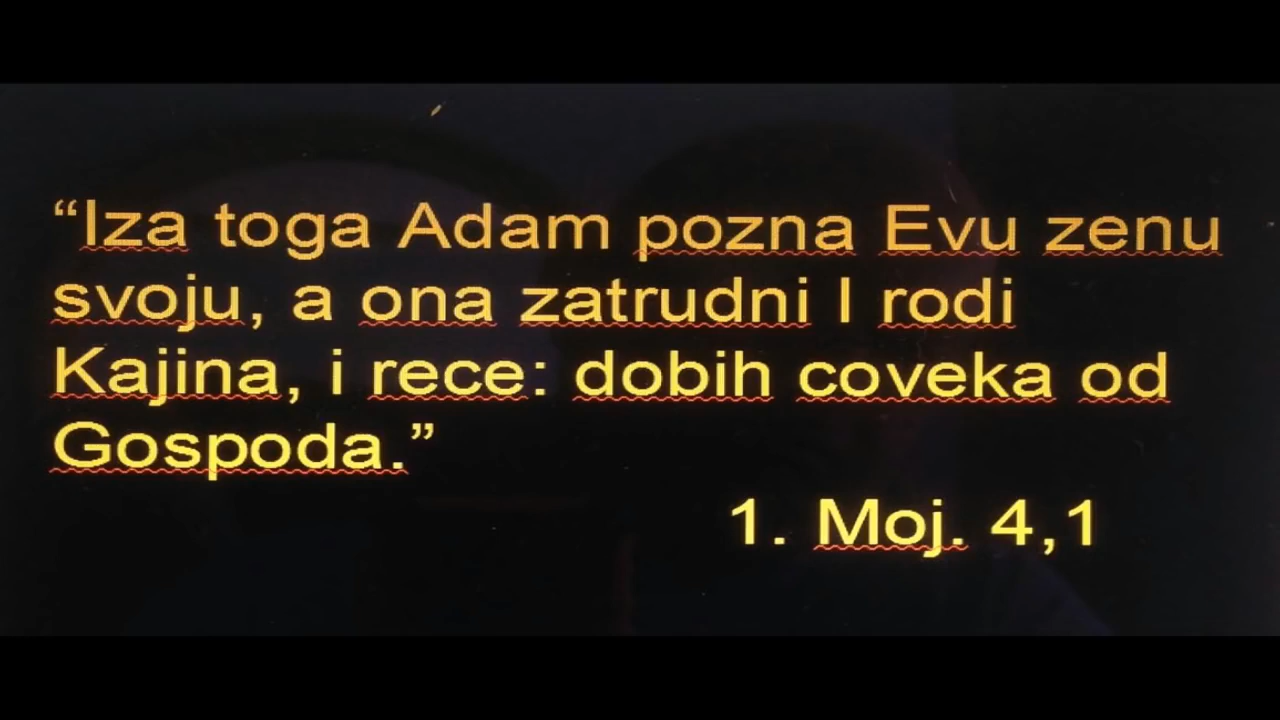 “Iza toga Adam pozna Evu zenu
svoju, a ona zatrudni I rodi
Kajina, i rece: dobih coveka od
Gospoda.”
1. Moj. 4,1